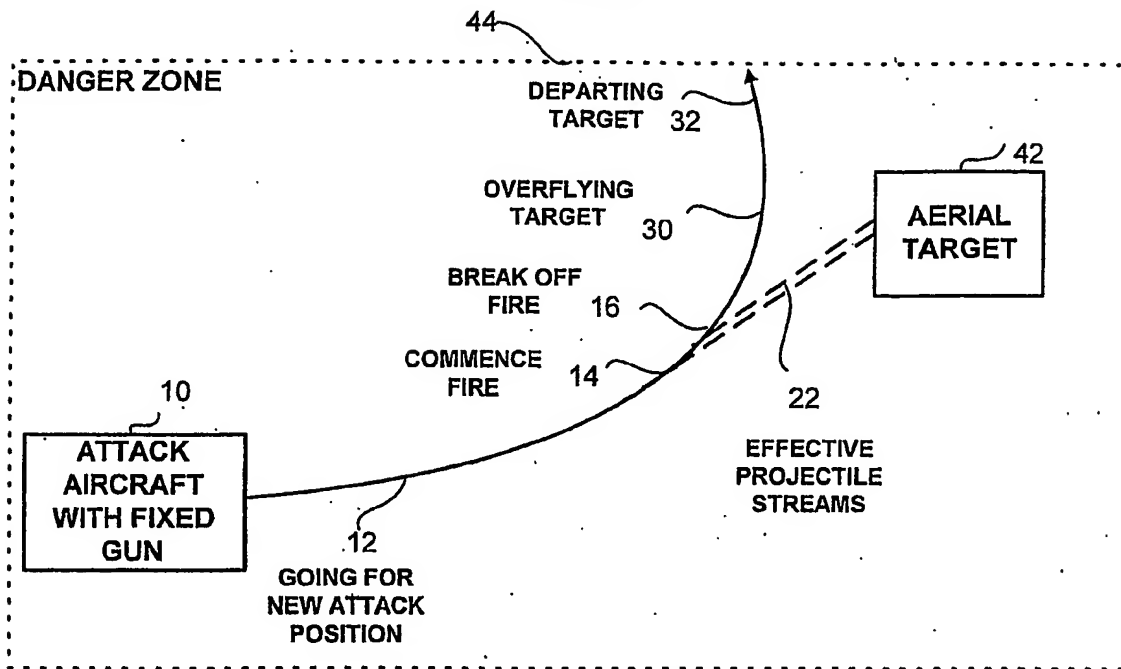 44
DANGER ZONE
DEPARTING
TARGET
32
42
AERIAL
TARGET
OVERFLYING
TARGET
30
BREAK OFF
FIRE
16
COMMENCE
FIRE
14
22
EFFECTIVE
PROJECTILE
STREAMS
10
ATTACK
AIRCRAFT
WITH FIXED
GUN
12
GOING FOR
NEW ATTACK
POSITION